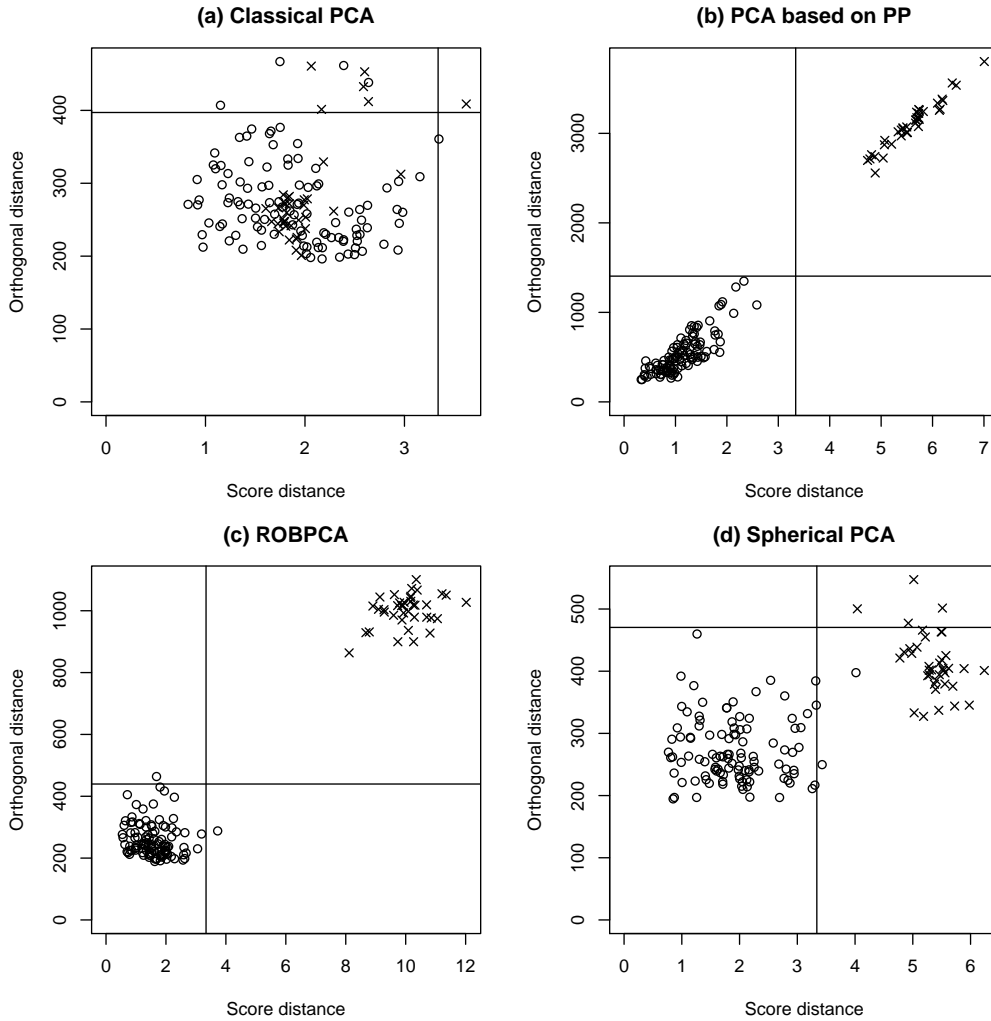 (a) Classical PCA
Orthogonal distance
0 100 200 300 400
0 1 2 3
Score distance
(b) PCA based on PP
Orthogonal distance
0 1000 2000 3000
0 1 2 3 4 5 6 7
Score distance
(c) ROBPCA
Orthogonal distance
0 200 400 600 800 1000
0 2 4 6 8 10 12
Score distance
(d) Spherical PCA
Orthogonal distance
0 100 200 300 400 500
0 1 2 3 4 5 6
Score distance